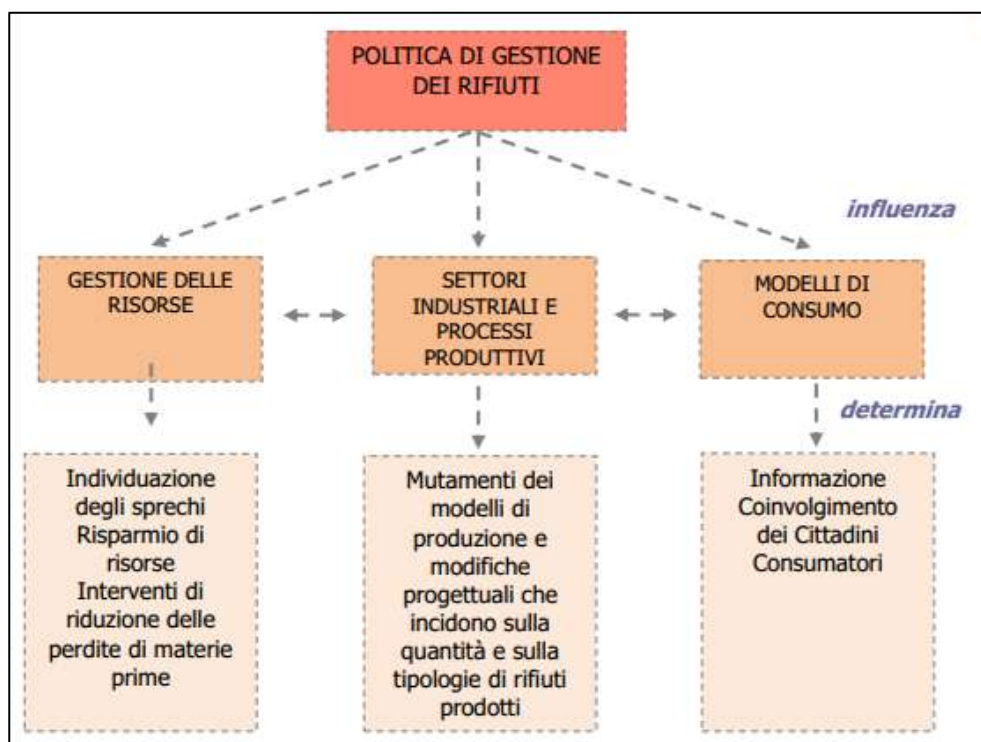 POLITICA DI GESTIONE
DEI RIFIUTI
influenza
GESTIONE DELLE
RISORSE
SETTORI
INDUSTRIALI E
PROCESSI
PRODUTTIVI
MODELLI DI
CONSUMO
determina
Individuazione
degli sprechi
Risparmio di
risorse
Interventi di
riduzione delle
perdite di materie
prime
Mutamenti dei
modelli di
produzione e
modifiche
progettuali che
incidono sulla
quantità e sulla
tipologie di rifiuti
prodotti
Informazione
Coinvolgimento
dei Cittadini
Consumatori